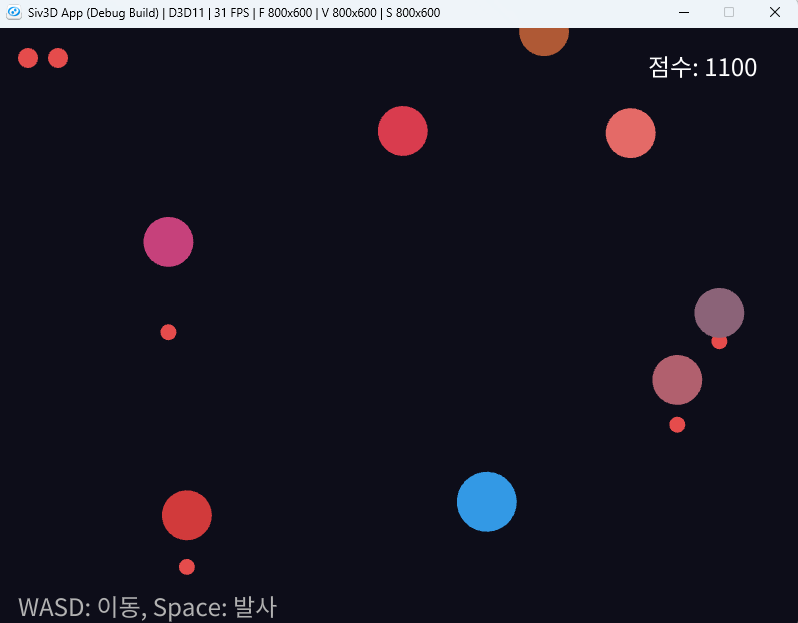 Siv3D App (Debug Build) | D3D11 | 31 FPS | F 800x600 | V 800x600 | S 800x600
점수: 1100
WASD: 이동, Space: 발사